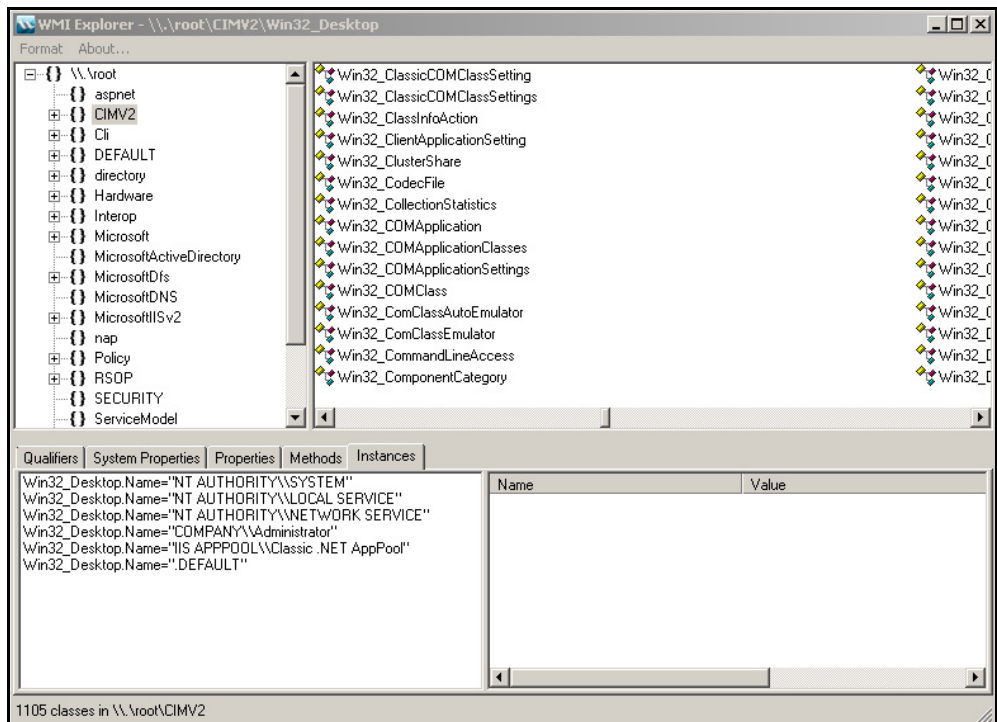 WMI Explorer - \\.\root\CIMV2\Win32_Desktop
Format About...
\\.\root
aspnet
CIMV2
Cli
DEFAULT
directory
Hardware
Interop
Microsoft
MicrosoftActiveDirectory
MicrosoftDfs
MicrosoftDNS
MicrosoftIISv2
nap
Policy
RSOP
SECURITY
ServiceModel
Win32_ClassicCOMClassSetting
Win32_ClassicCOMClassSettings
Win32_ClassInfoAction
Win32_ClientApplicationSetting
Win32_ClusterShare
Win32_CodecFile
Win32_CollectionStatistics
Win32_COMApplication
Win32_COMApplicationClasses
Win32_COMApplicationSettings
Win32_COMClass
Win32_ComClassAutoEmulator
Win32_ComClassEmulator
Win32_CommandLineAccess
Win32_ComponentCategory
Qualifiers System Properties Properties Methods Instances
Win32_Desktop.Name="NT AUTHORITY\\SYSTEM"
Win32_Desktop.Name="NT AUTHORITY\\LOCAL SERVICE"
Win32_Desktop.Name="NT AUTHORITY\\NETWORK SERVICE"
Win32_Desktop.Name="COMPANY\\Administrator"
Win32_Desktop.Name="IIS APPPOOL\\Classic .NET AppPool"
Win32_Desktop.Name=".DEFAULT"
Name Value
1105 classes in \\.\root\CIMV2